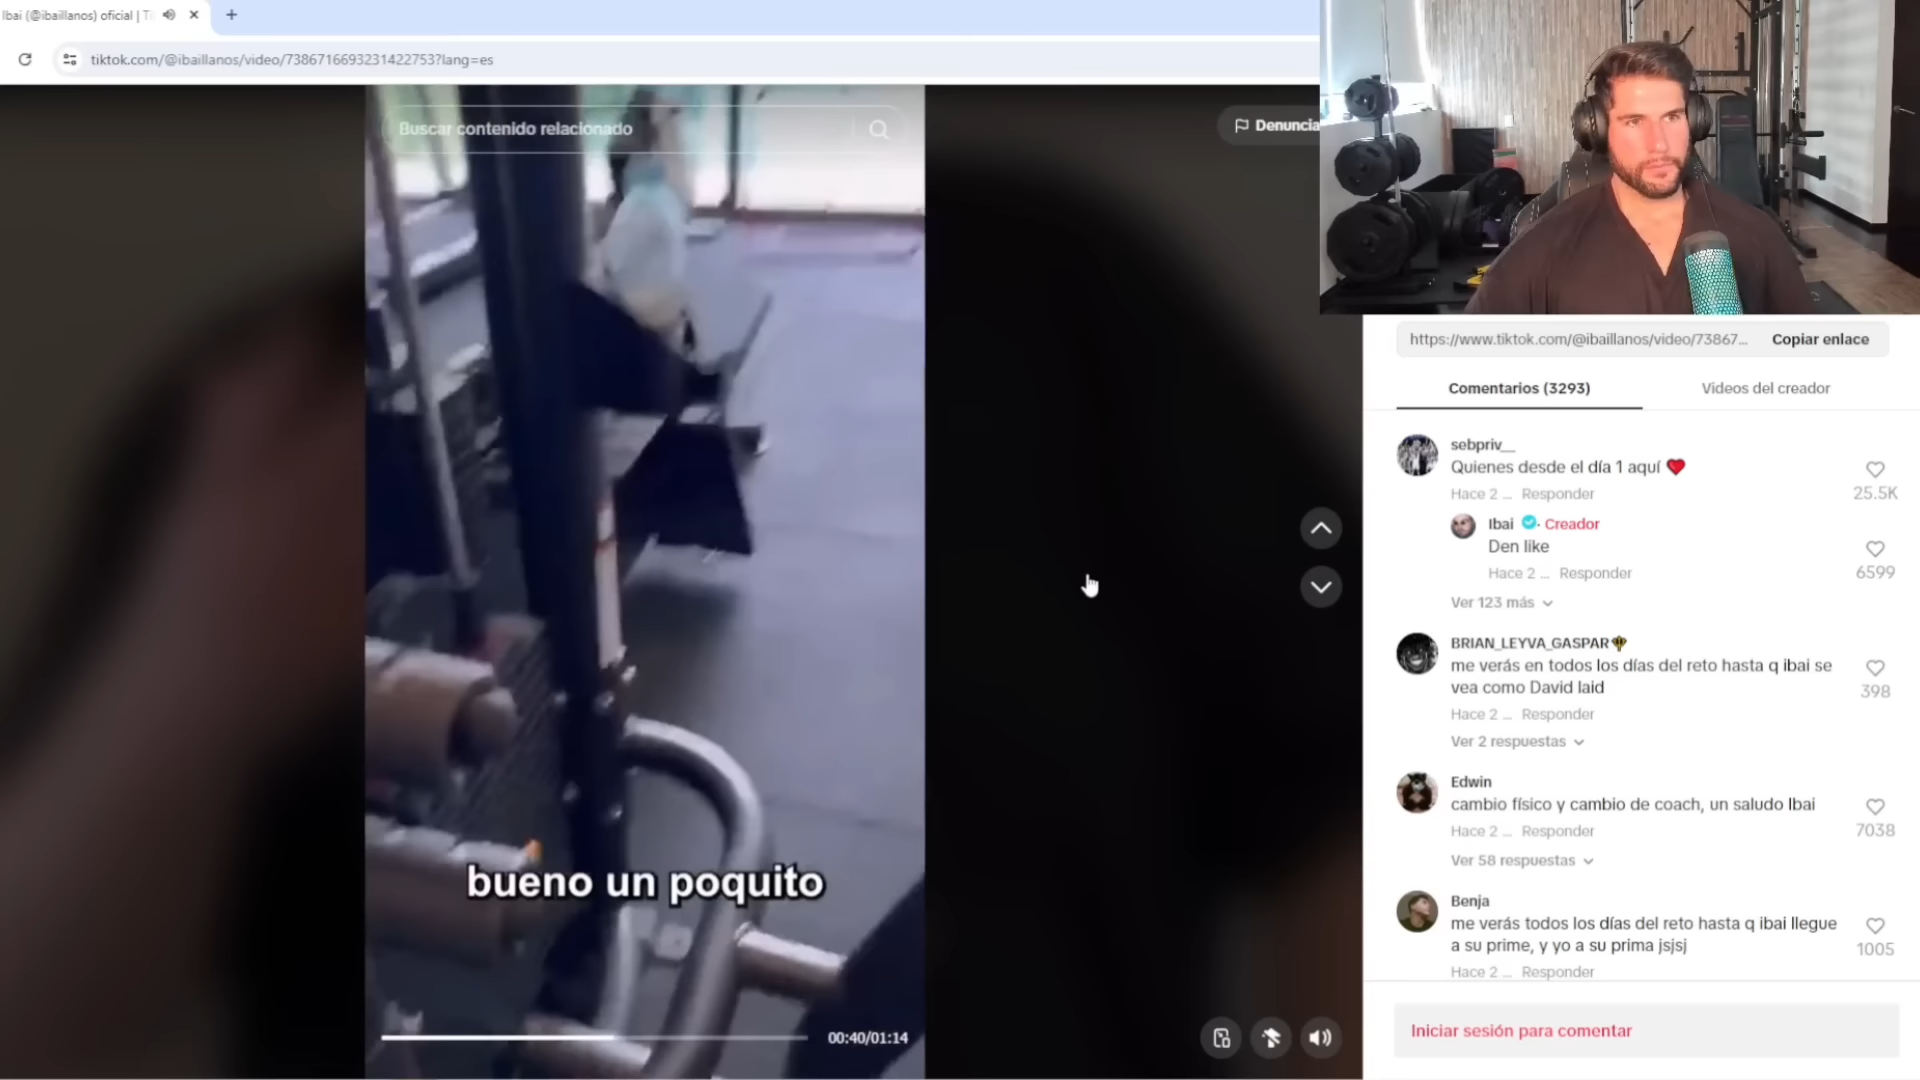 Ibai (@ibaillanos) oficial | Ti
tiktok.com/@ibaillanos/video/7386716693231422753?lang=es
Buscar contenido relacionado
Denuncia
bueno un poquito
00:40/01:14
https://www.tiktok.com/@ibaillanos/video/73867...
Copiar enlace
Comentarios (3293)
Videos del creador
sebpriv__
Quienes desde el día 1 aquí ❤️
Hace 2 ... Responder
25.5K
Ibai · Creador
Den like
Hace 2 ... Responder
6599
Ver 123 más
BRIAN_LEYVA_GASPAR
me verás en todos los días del reto hasta q ibai se
vea como David laid
Hace 2 ... Responder
398
Ver 2 respuestas
Edwin
cambio físico y cambio de coach, un saludo Ibai
Hace 2 ... Responder
7038
Ver 58 respuestas
Benja
me verás todos los días del reto hasta q ibai llegue
a su prime, y yo a su prima jsjsj
Hace 2 ... Responder
1005
Iniciar sesión para comentar